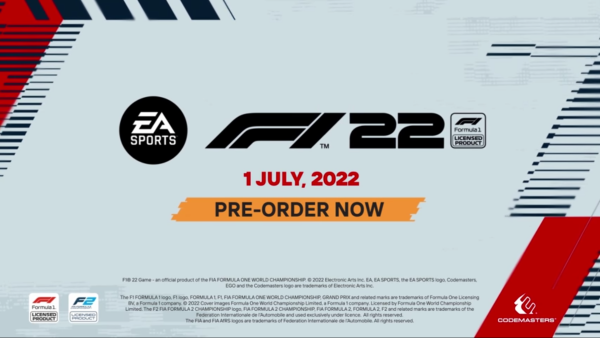 EA
SPORTS
F1 22
TM
Formula 1
LICENSED
PRODUCT
1 JULY, 2022
PRE-ORDER NOW
F1® 22 Game - an official product of the FIA FORMULA ONE WORLD CHAMPIONSHIP. © 2022 Electronic Arts Inc. EA, EA SPORTS, the EA SPORTS logo, Codemasters,
EGO and the Codemasters logo are trademarks of Electronic Arts Inc.
The F1 FORMULA 1 logo, F1 logo, FORMULA 1, F1, FIA FORMULA ONE WORLD CHAMPIONSHIP, GRAND PRIX and related marks are trademarks of Formula One Licensing
BV, a Formula 1 company. © 2022 Cover Images Formula One World Championship Limited, a Formula 1 company. Licensed by Formula One World Championship
Limited. The F2 FIA FORMULA 2 CHAMPIONSHIP logo, FIA FORMULA 2 CHAMPIONSHIP, FIA FORMULA 2, FORMULA 2, F2 and related marks are trademarks of the
Federation Internationale de l'Automobile and used exclusively under licence. All rights reserved.
The FIA and FIA AfRS logos are trademarks of Federation Internationale de l'Automobile. All rights reserved.
Formula 1
LICENSED
PRODUCT
F2
LICENSED
PRODUCT
CODEMASTERS®